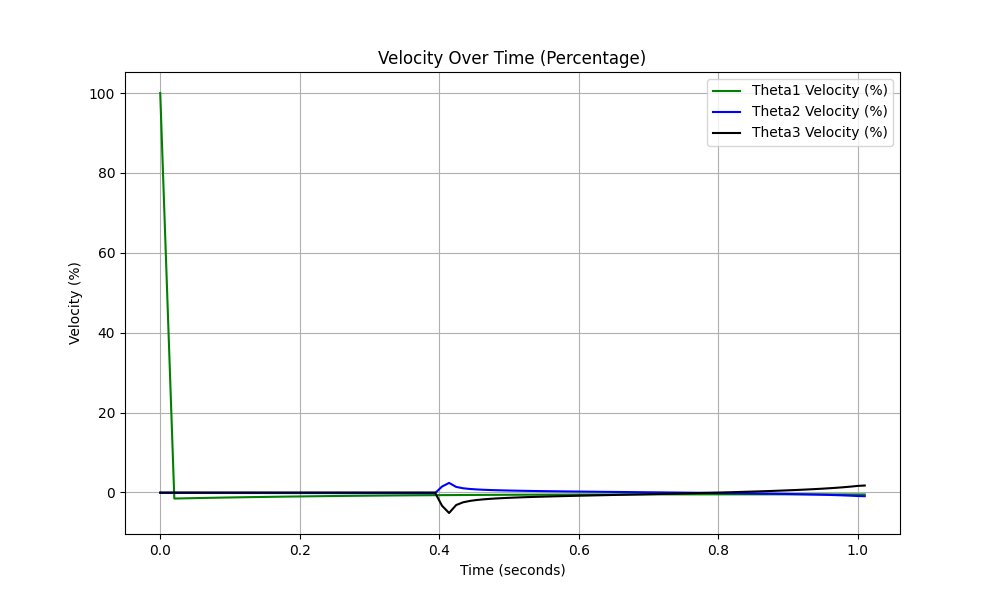 Velocity Over Time (Percentage)
Theta1 Velocity (%)
Theta2 Velocity (%)
Theta3 Velocity (%)
Velocity (%)
100
80
60
40
20
0
0.0 0.2 0.4 0.6 0.8 1.0
Time (seconds)